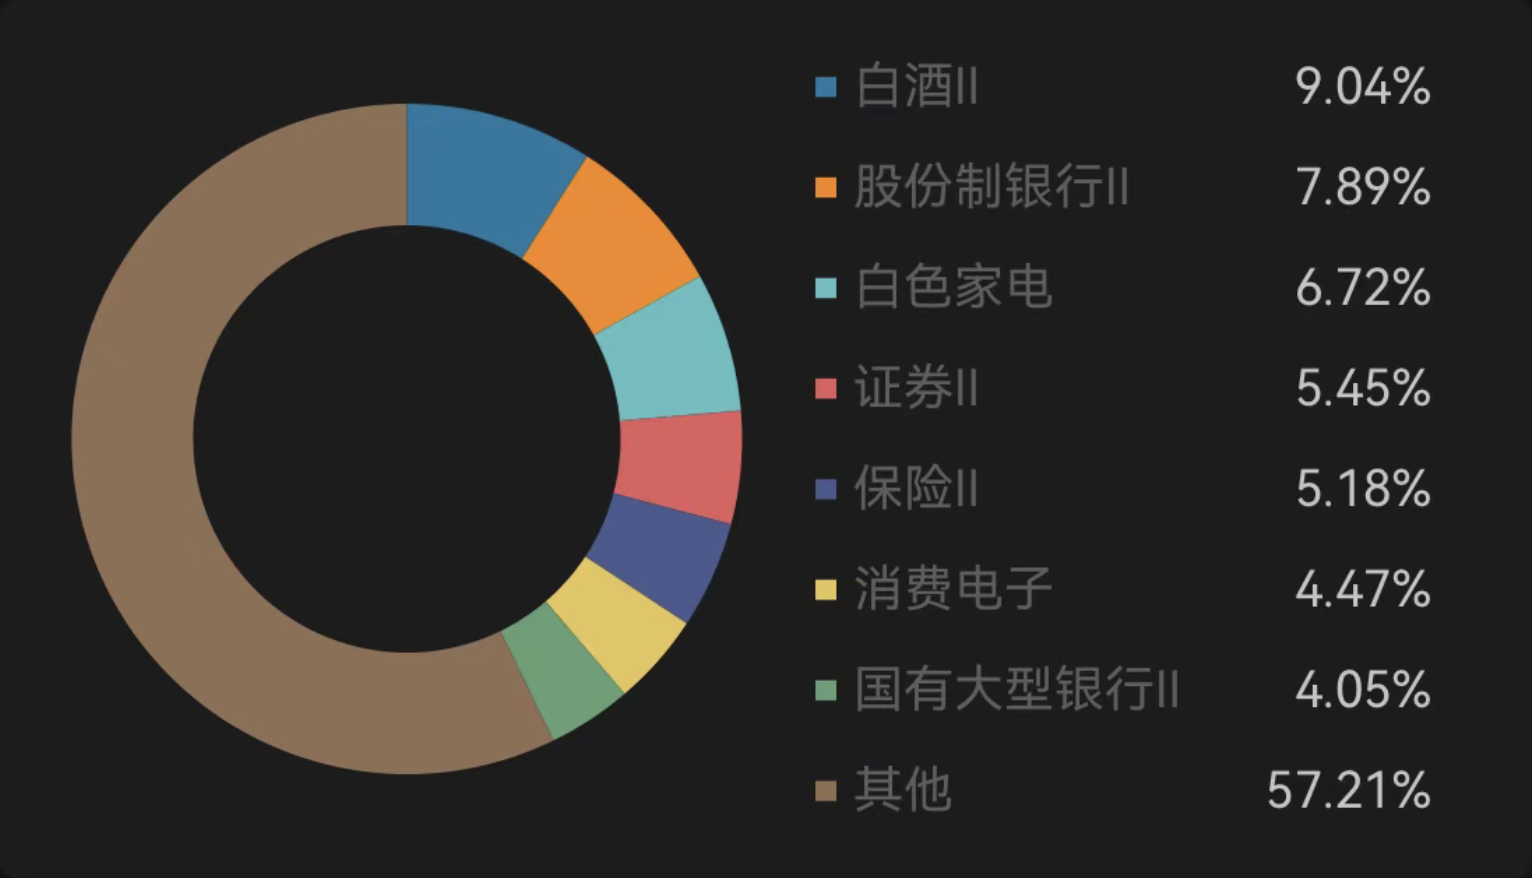 白酒II 9.04%
股份制银行II 7.89%
白色家电 6.72%
证券II 5.45%
保险II 5.18%
消费电子 4.47%
国有大型银行II 4.05%
其他 57.21%